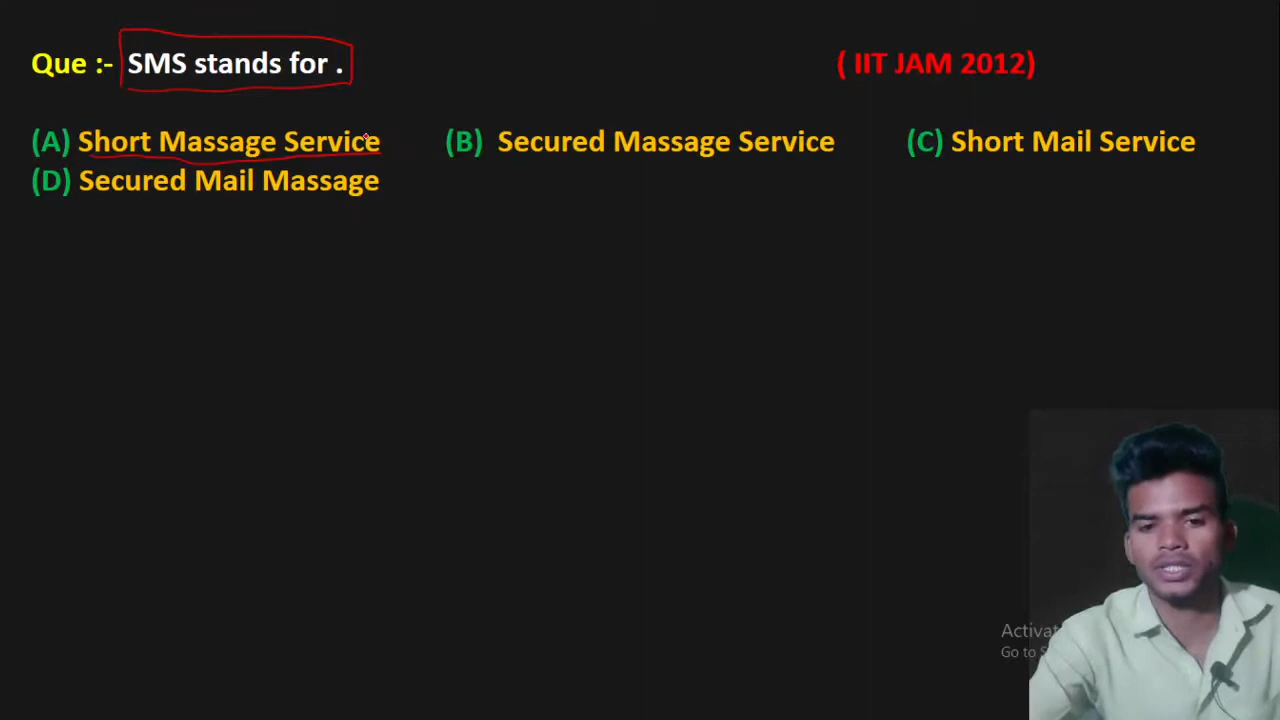 Que :- SMS stands for . ( IIT JAM 2012)
(A) Short Massage Service (B) Secured Massage Service (C) Short Mail Service
(D) Secured Mail Massage
Go to